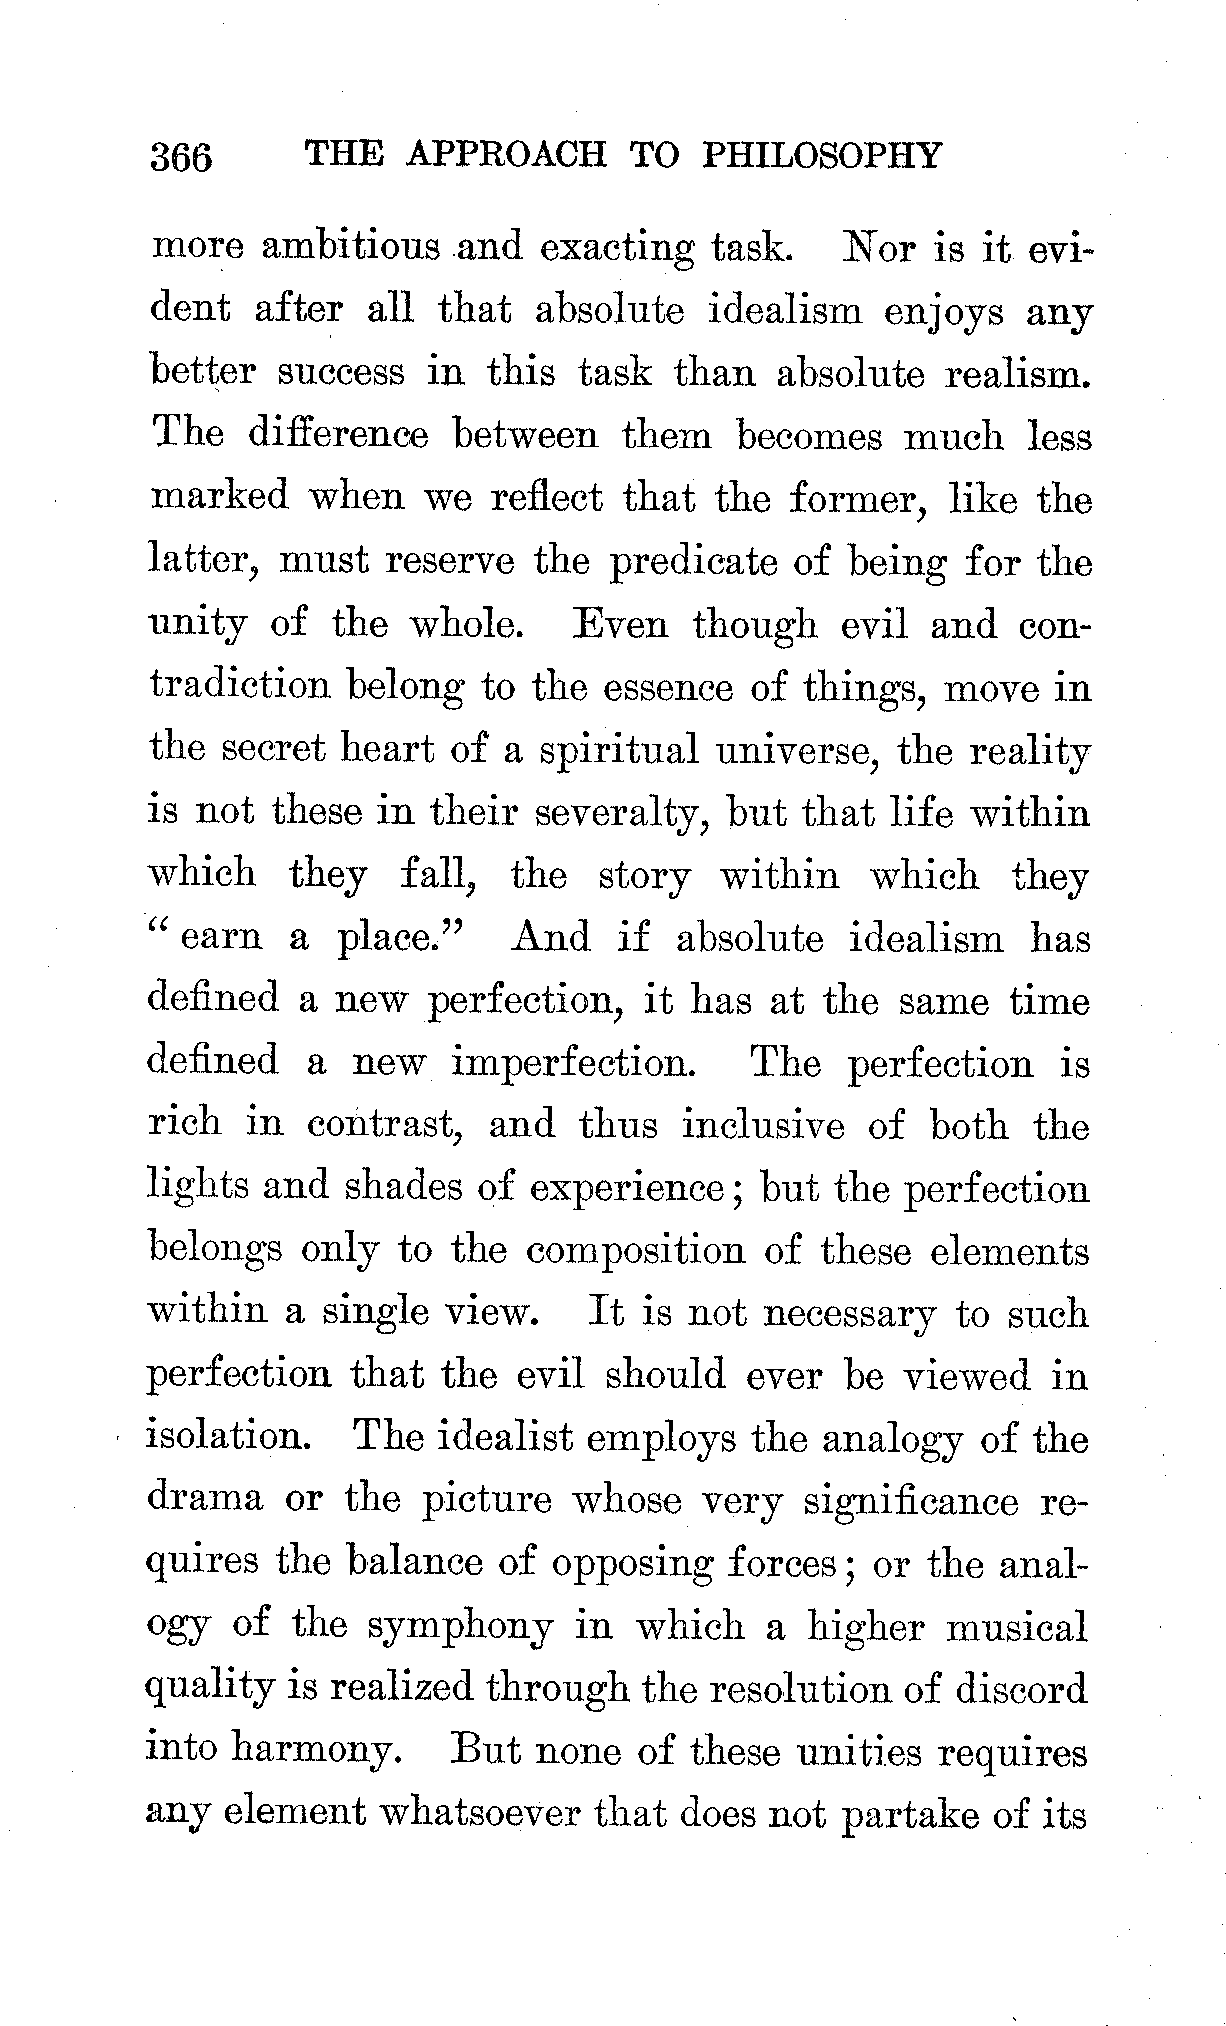 366 THE APPROACH TO PHILOSOPHY
more ambitious and exacting task. Nor is it evi-
dent after all that absolute idealism enjoys any
better success in this task than absolute realism.
The difference between them becomes much less
marked when we reflect that the former, like the
latter, must reserve the predicate of being for the
unity of the whole. Even though evil and con-
tradiction belong to the essence of things, move in
the secret heart of a spiritual universe, the reality
is not these in their severalty, but that life within
which they fall, the story within which they
“ earn a place.” And if absolute idealism has
defined a new perfection, it has at the same time
defined a new imperfection. The perfection is
rich in contrast, and thus inclusive of both the
lights and shades of experience; but the perfection
belongs only to the composition of these elements
within a single view. It is not necessary to such
perfection that the evil should ever be viewed in
isolation. The idealist employs the analogy of the
drama or the picture whose very significance re-
quires the balance of opposing forces; or the anal-
ogy of the symphony in which a higher musical
quality is realized through the resolution of discord
into harmony. But none of these unities requires
any element whatsoever that does not partake of its